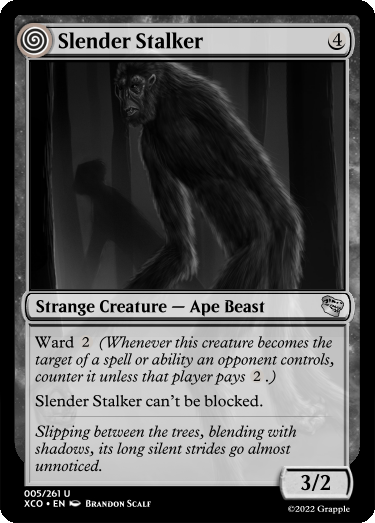 Slender Stalker 4
Strange Creature — Ape Beast
Ward 2 (Whenever this creature becomes the
target of a spell or ability an opponent controls,
counter it unless that player pays 2.)
Slender Stalker can't be blocked.
Slipping between the trees, blending with
shadows, its long silent strides go almost
unnoticed.
3/2
005/261 U
XCO • EN Brandon Scalf
©2022 Grapple